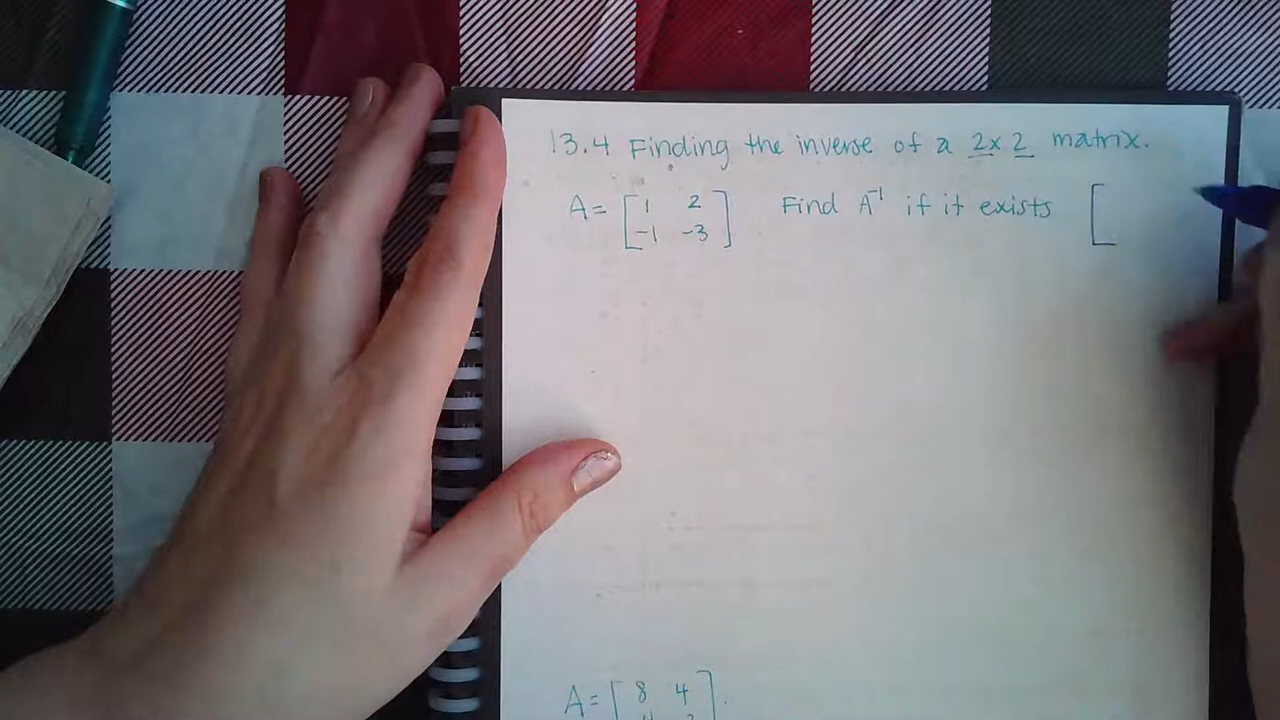 13.4 Finding the inverse of a 2x2 matrix.
A = [ 1 2 Find A⁻¹ if it exists [
-1 -3 ]
A = [ 8 4 ]